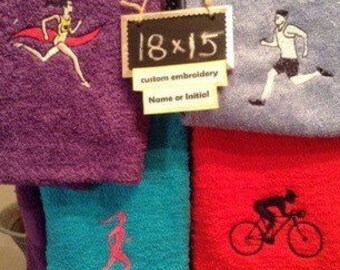 18x15
custom embroidery
Name or Initial